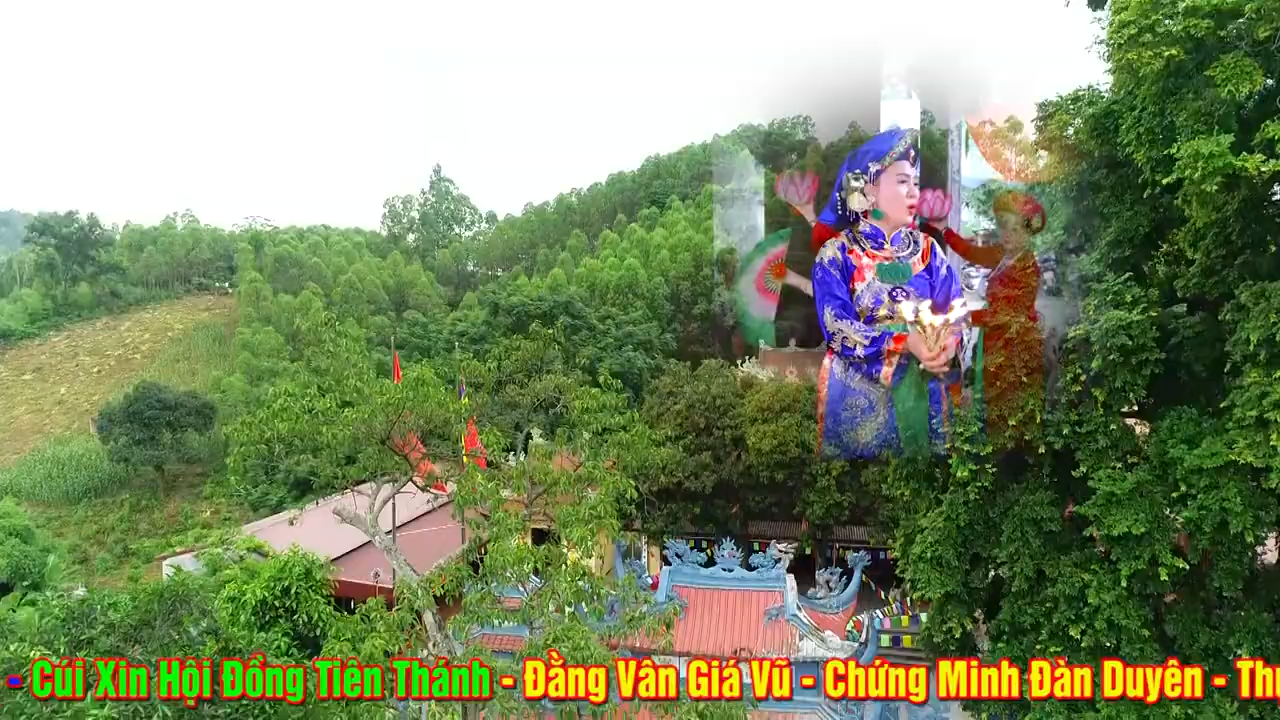 - Cúi Xin Hội Đồng Tiên Thánh - Đằng Vân Giá Vũ - Chứng Minh Đàn Duyên -